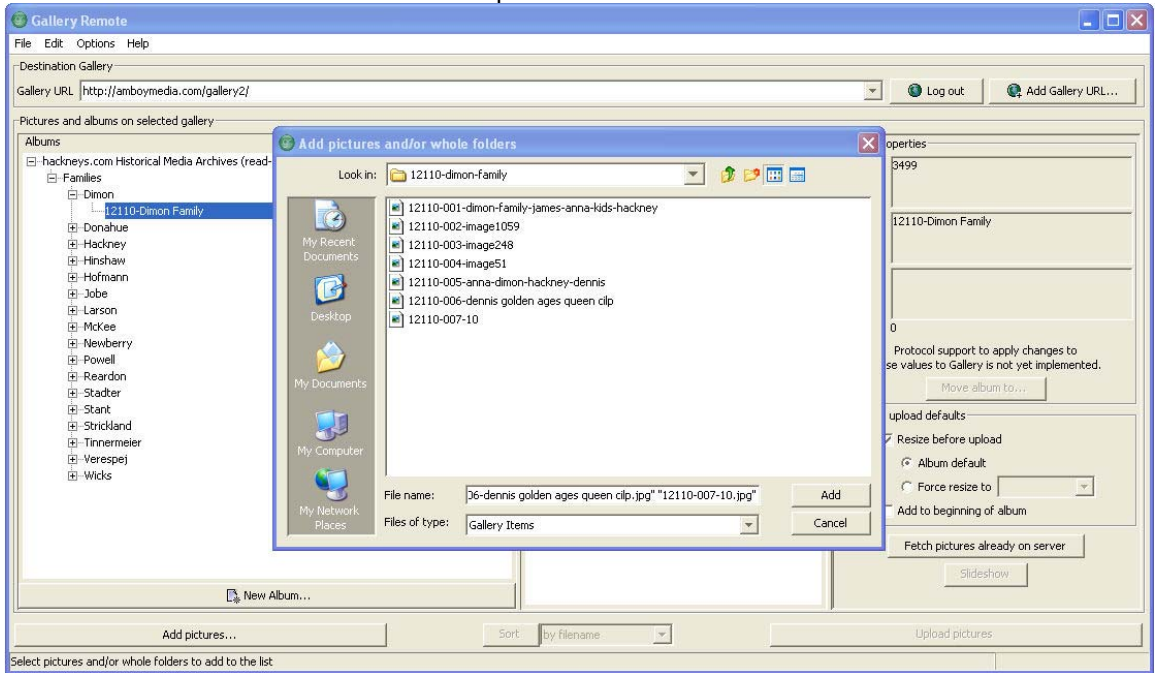 Gallery Remote
File Edit Options Help
Destination Gallery
Gallery URL http://amboymedia.com/gallery2/ Log out Add Gallery URL...
Pictures and albums on selected gallery
Albums
hackneys.com Historical Media Archives (read-
Families
Dimon
12110-Dimon Family
Donahue
Hackney
Hinshaw
Hofmann
Jobe
Larson
McKee
Newberry
Powell
Reardon
Stadter
Stant
Strickland
Tinnermeier
Verespej
Wicks
New Album...
Add pictures and/or whole folders
Look in: 12110-dimon-family
My Recent Documents
Desktop
My Documents
My Computer
My Network Places
12110-001-dimon-family-james-anna-kids-hackney
12110-002-image1059
12110-003-image248
12110-004-image51
12110-005-anna-dimon-hackney-dennis
12110-006-dennis golden ages queen cilp
12110-007-10
File name: 06-dennis golden ages queen cilp.jpg" "12110-007-10.jpg" Add
Files of type: Gallery Items Cancel
operties
3499
12110-Dimon Family
0
Protocol support to apply changes to
se values to Gallery is not yet implemented.
Move album to...
upload defaults
Resize before upload
Album default
Force resize to
Add to beginning of album
Fetch pictures already on server
Slideshow
Add pictures... Sort by filename Upload pictures
Select pictures and/or whole folders to add to the list